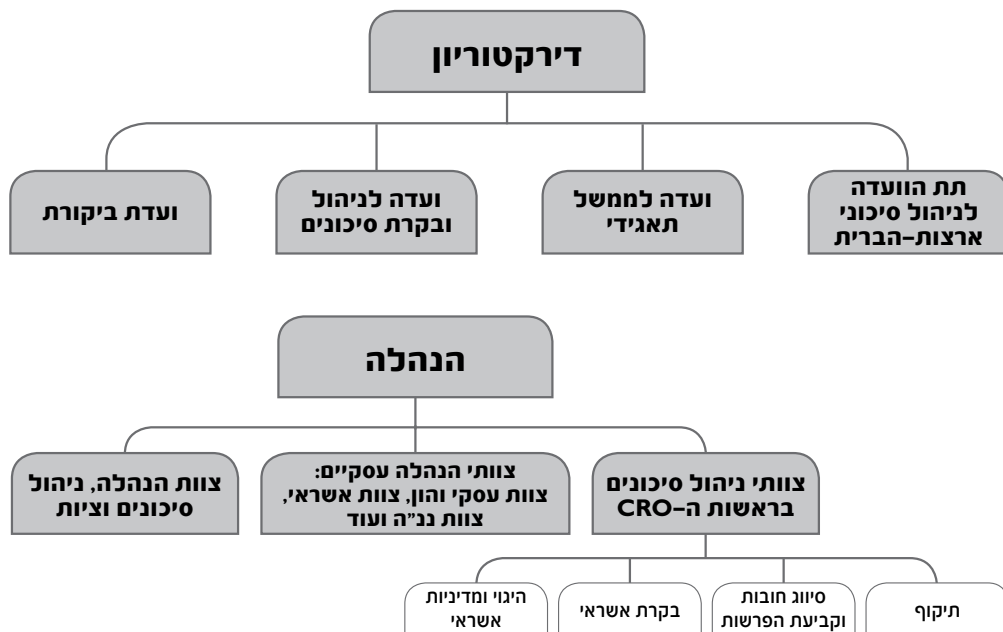 דירקטוריון
תת הוועדה
לניהול סיכוני
ארצות–הברית
ועדה לממשל
תאגידי
ועדה לניהול
ובקרת סיכונים
ועדת ביקורת
הנהלה
צוותי ניהול סיכונים
בראשות ה–CRO
צוותי הנהלה עסקיים:
צוות עסקי והון, צוות אשראי,
צוות ננ"ה ועוד
צוות הנהלה, ניהול
סיכונים וציות
תיקוף
סיווג חובות
וקביעת הפרשות
בקרת אשראי
היגוי ומדיניות
אשראי